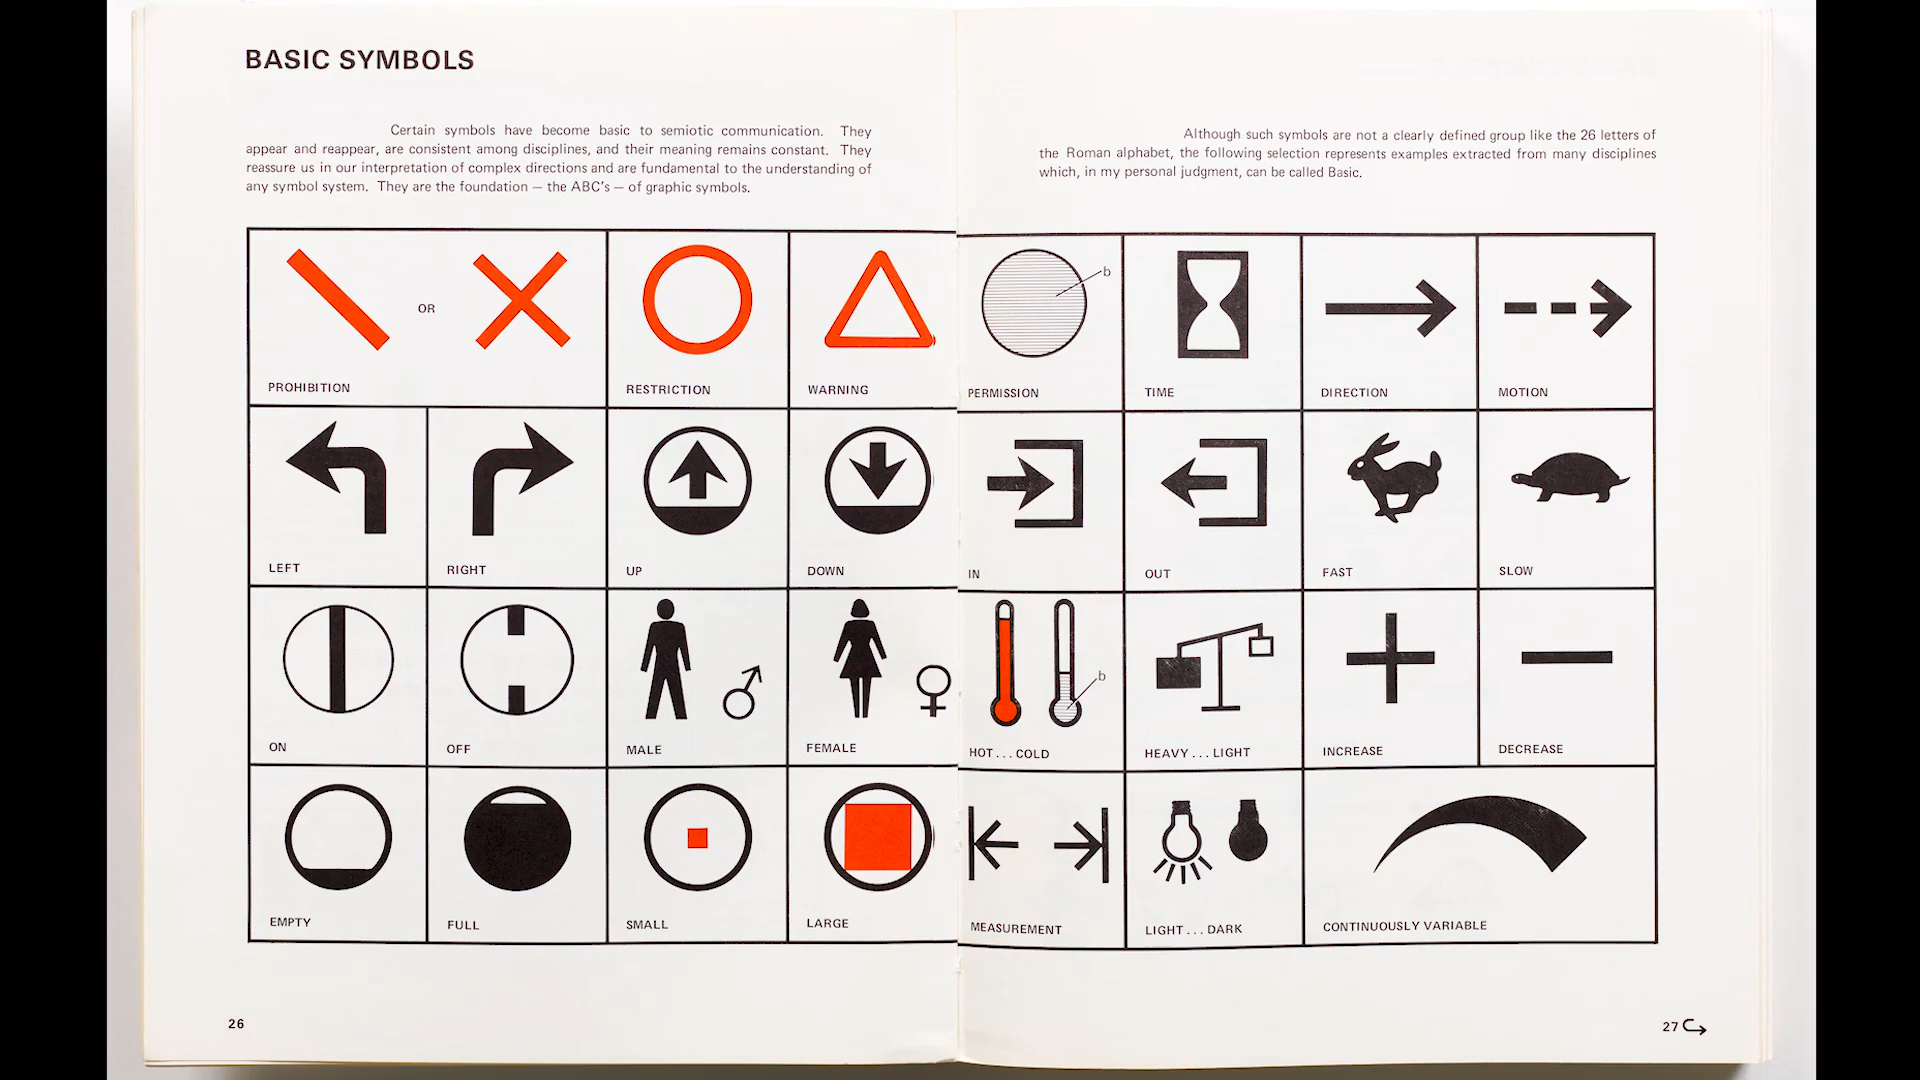 BASIC SYMBOLS
Certain symbols have become basic to semiotic communication. They
appear and reappear, are consistent among disciplines, and their meaning remains constant. They
reassure us in our interpretation of complex directions and are fundamental to the understanding of
any symbol system. They are the foundation — the ABC's — of graphic symbols.
Although such symbols are not a clearly defined group like the 26 letters of
the Roman alphabet, the following selection represents examples extracted from many disciplines
which, in my personal judgment, can be called Basic.
OR
b
PROHIBITION
RESTRICTION
WARNING
PERMISSION
TIME
DIRECTION
MOTION
LEFT
RIGHT
UP
DOWN
IN
OUT
FAST
SLOW
b
ON
OFF
MALE
FEMALE
HOT . . . COLD
HEAVY . . . LIGHT
INCREASE
DECREASE
EMPTY
FULL
SMALL
LARGE
MEASUREMENT
LIGHT . . . DARK
CONTINUOUSLY VARIABLE
26
27